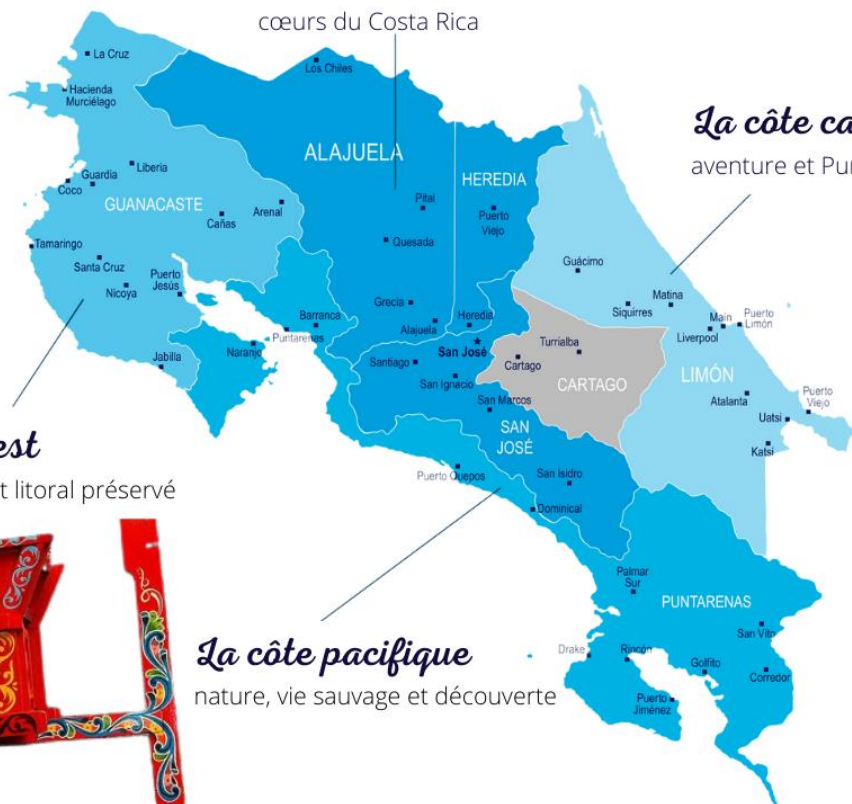 cœurs du Costa Rica
La Cruz
Los Chiles
Hacienda
Murciélago
La côte ca
aventure et Pu
ALAJUELA
HEREDIA
Liberia
Guardia
Coco
GUANACASTE
Arenal
Cañas
Pital
Puerto
Viejo
Quesada
Tamaringo
Santa Cruz
Nicoya
Puerto
Jesús
Guácimo
Siquirres
Matina
Main
Liverpool
Puerto
Limón
Grecia
Alajuela
Heredia
Barranca
Puntarenas
San José
Turrialba
Cartago
CARTAGO
Jabilla
Naranjo
Santiago
San Ignacio
San Marcos
LIMÓN
Atalanta
Puerto
Viejo
Uatsi
Katsi
SAN
JOSÉ
est
t litoral préservé
Puerto Quepos
San Isidro
Dominical
Palmar
Sur
PUNTARENAS
San Vito
La côte pacifique
nature, vie sauvage et découverte
Drake
Rincón
Golfito
Corredor
Puerto
Jiménez